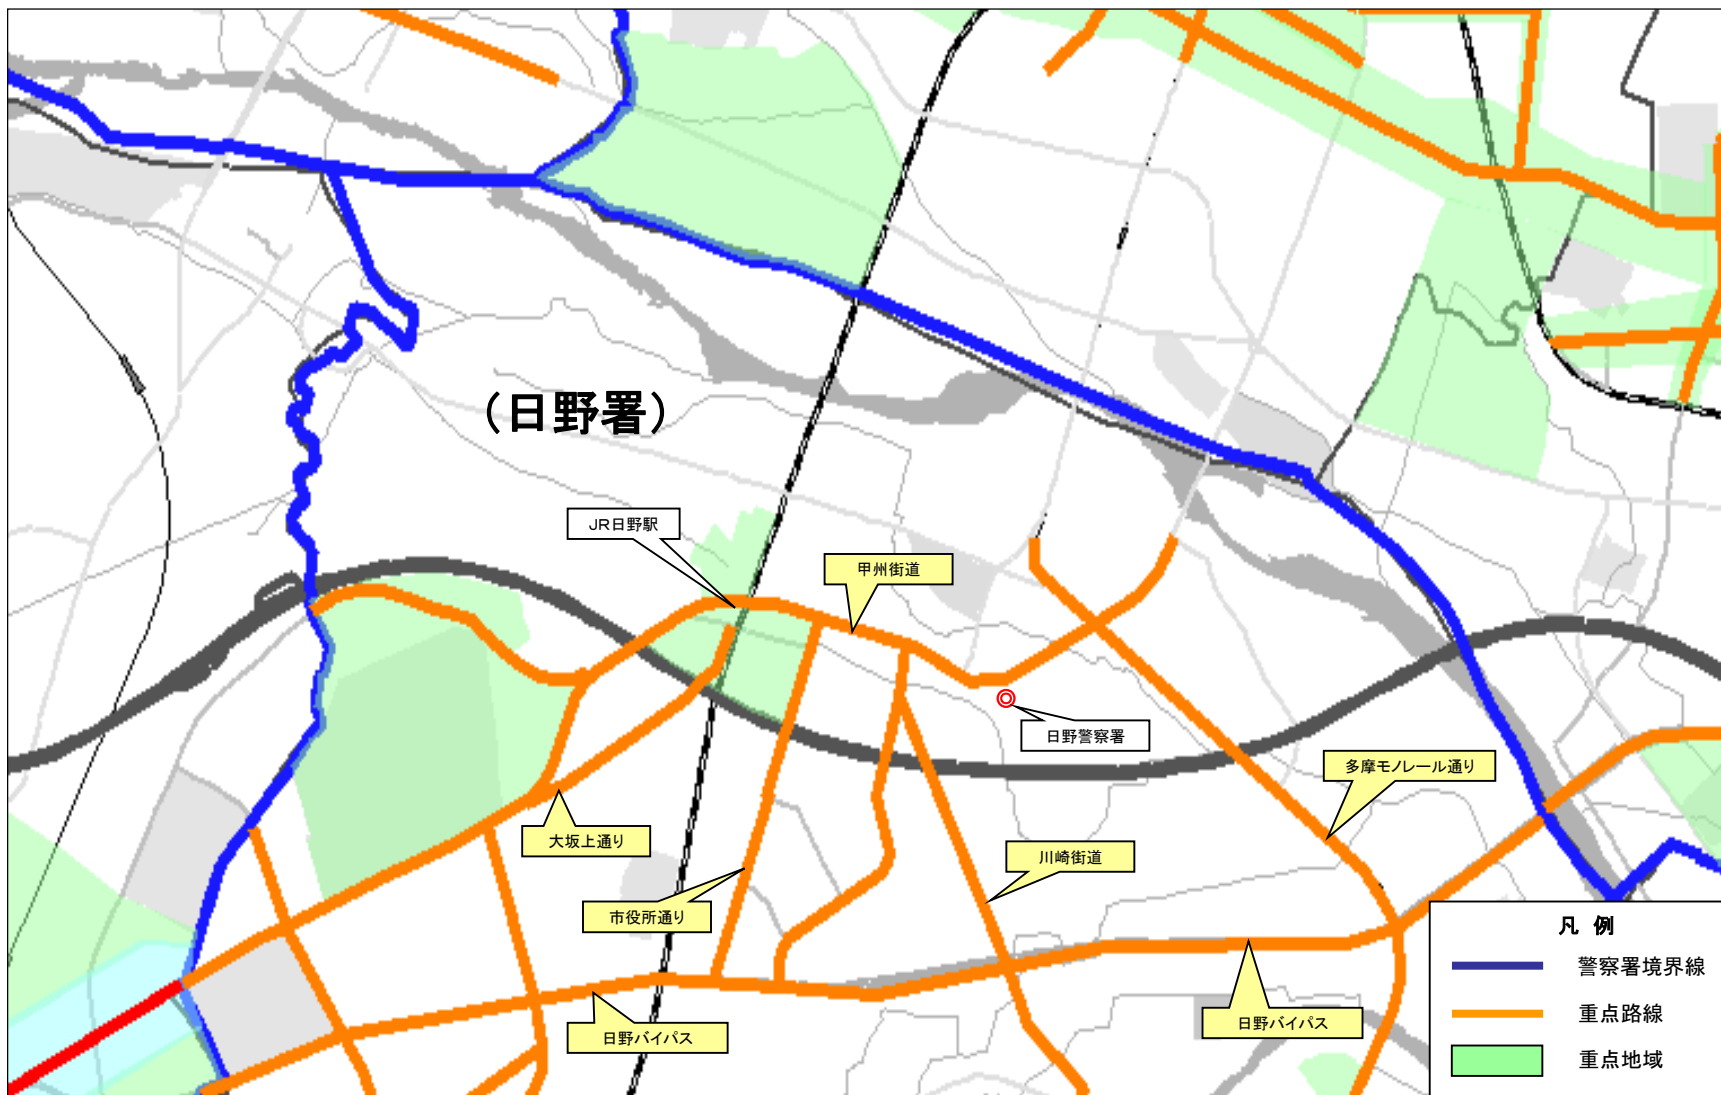 (日野署)
JR日野駅
甲州街道
日野警察署
多摩モノレール通り
大坂上通り
川崎街道
市役所通り
日野バイパス
日野バイパス
凡 例
警察署境界線
重点路線
重点地域